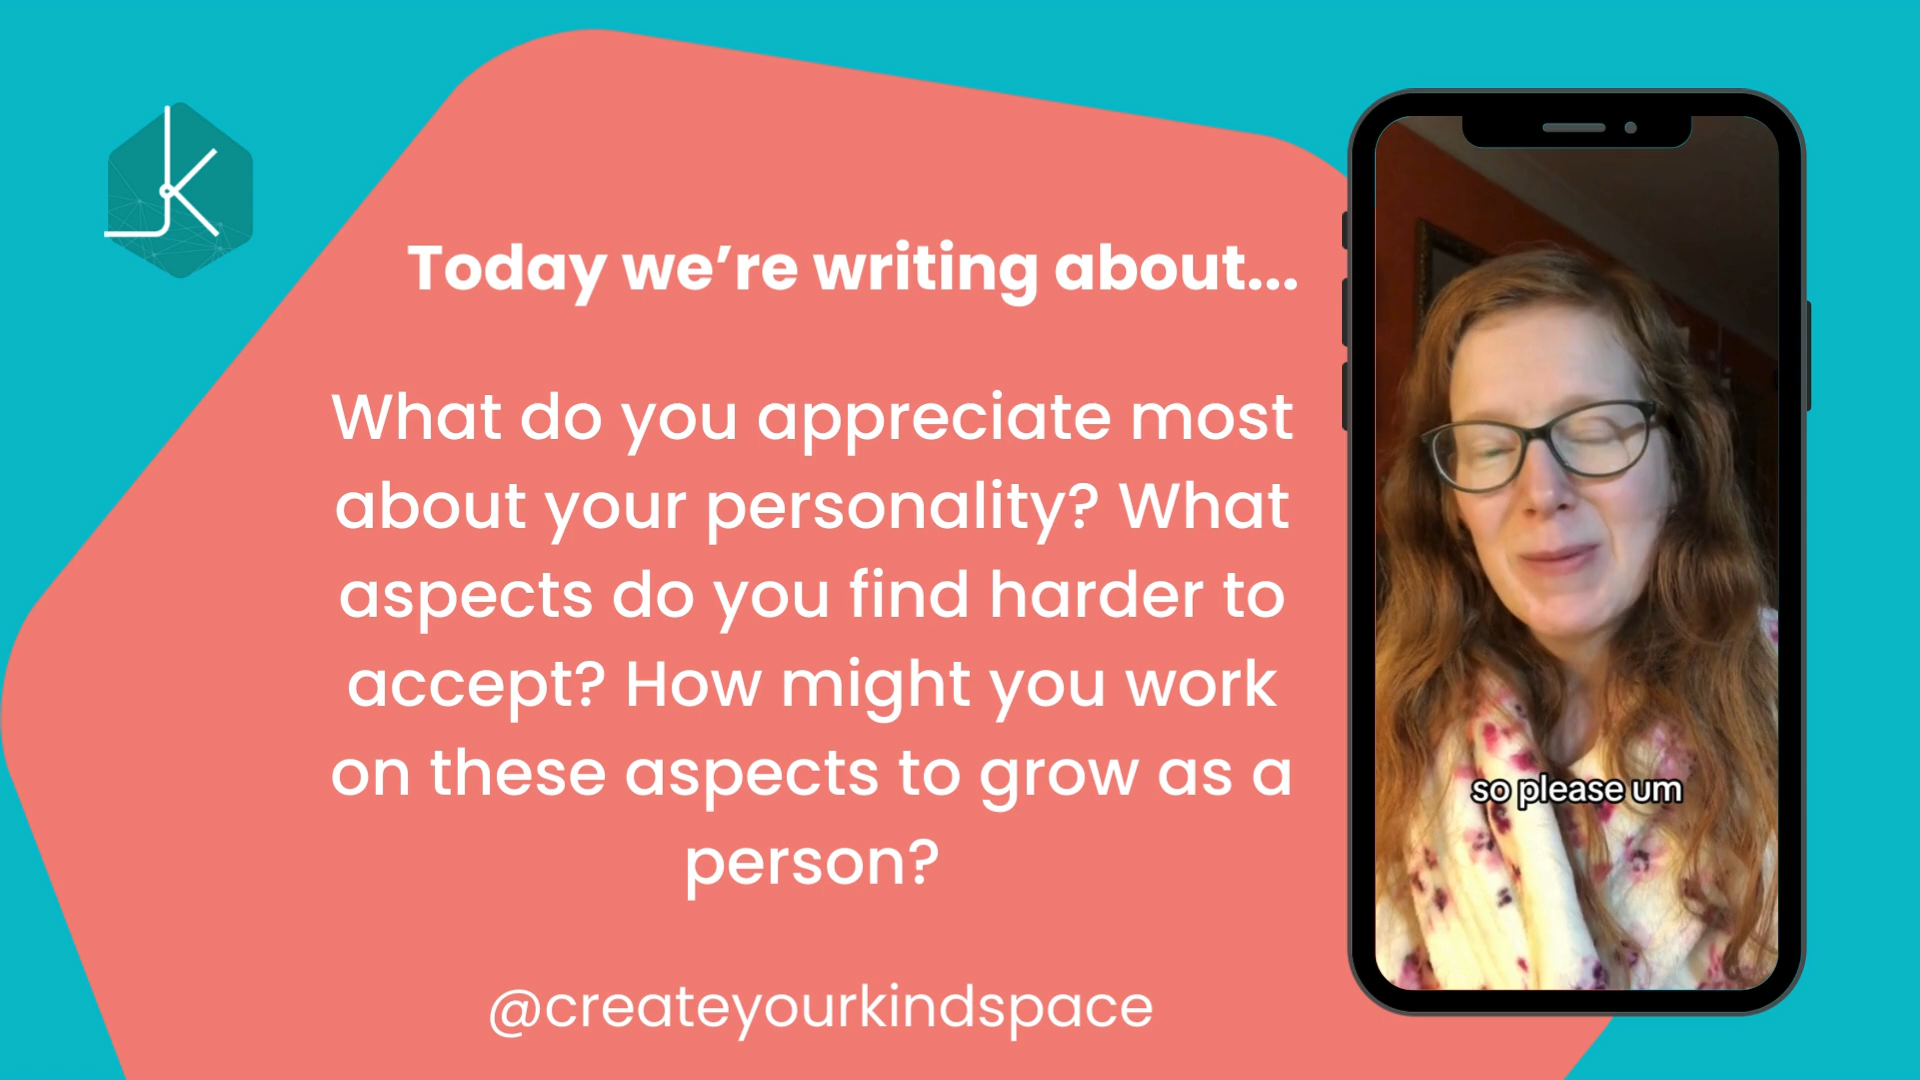 JK
Today we’re writing about...
What do you appreciate most
about your personality? What
aspects do you find harder to
accept? How might you work
on these aspects to grow as a
person?
@createyourkindspace
so please um